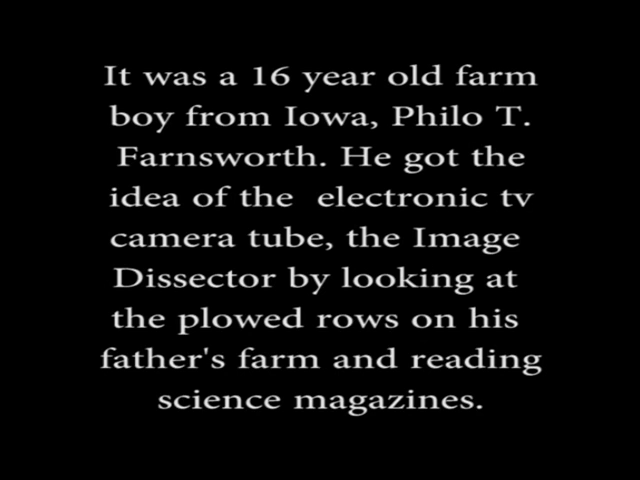 It was a 16 year old farm
boy from Iowa, Philo T.
Farnsworth. He got the
idea of the  electronic tv
camera tube, the Image
Dissector by looking at
the plowed rows on his
father's farm and reading
science magazines.